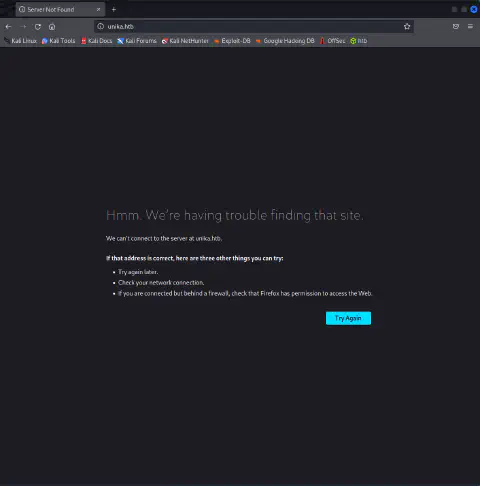 Server Not Found
unika.htb
Kali Linux Kali Tools Kali Docs Kali Forums Kali NetHunter Exploit-DB Google Hacking DB OffSec
Hmm. We're having trouble finding that site.
We can't connect to the server at unika.htb.
If that address is correct, here are three other things you can try:
Try again later.
Check your network connection.
If you are connected but behind a firewall, check that Firefox has permission to access the Web.
Try Again